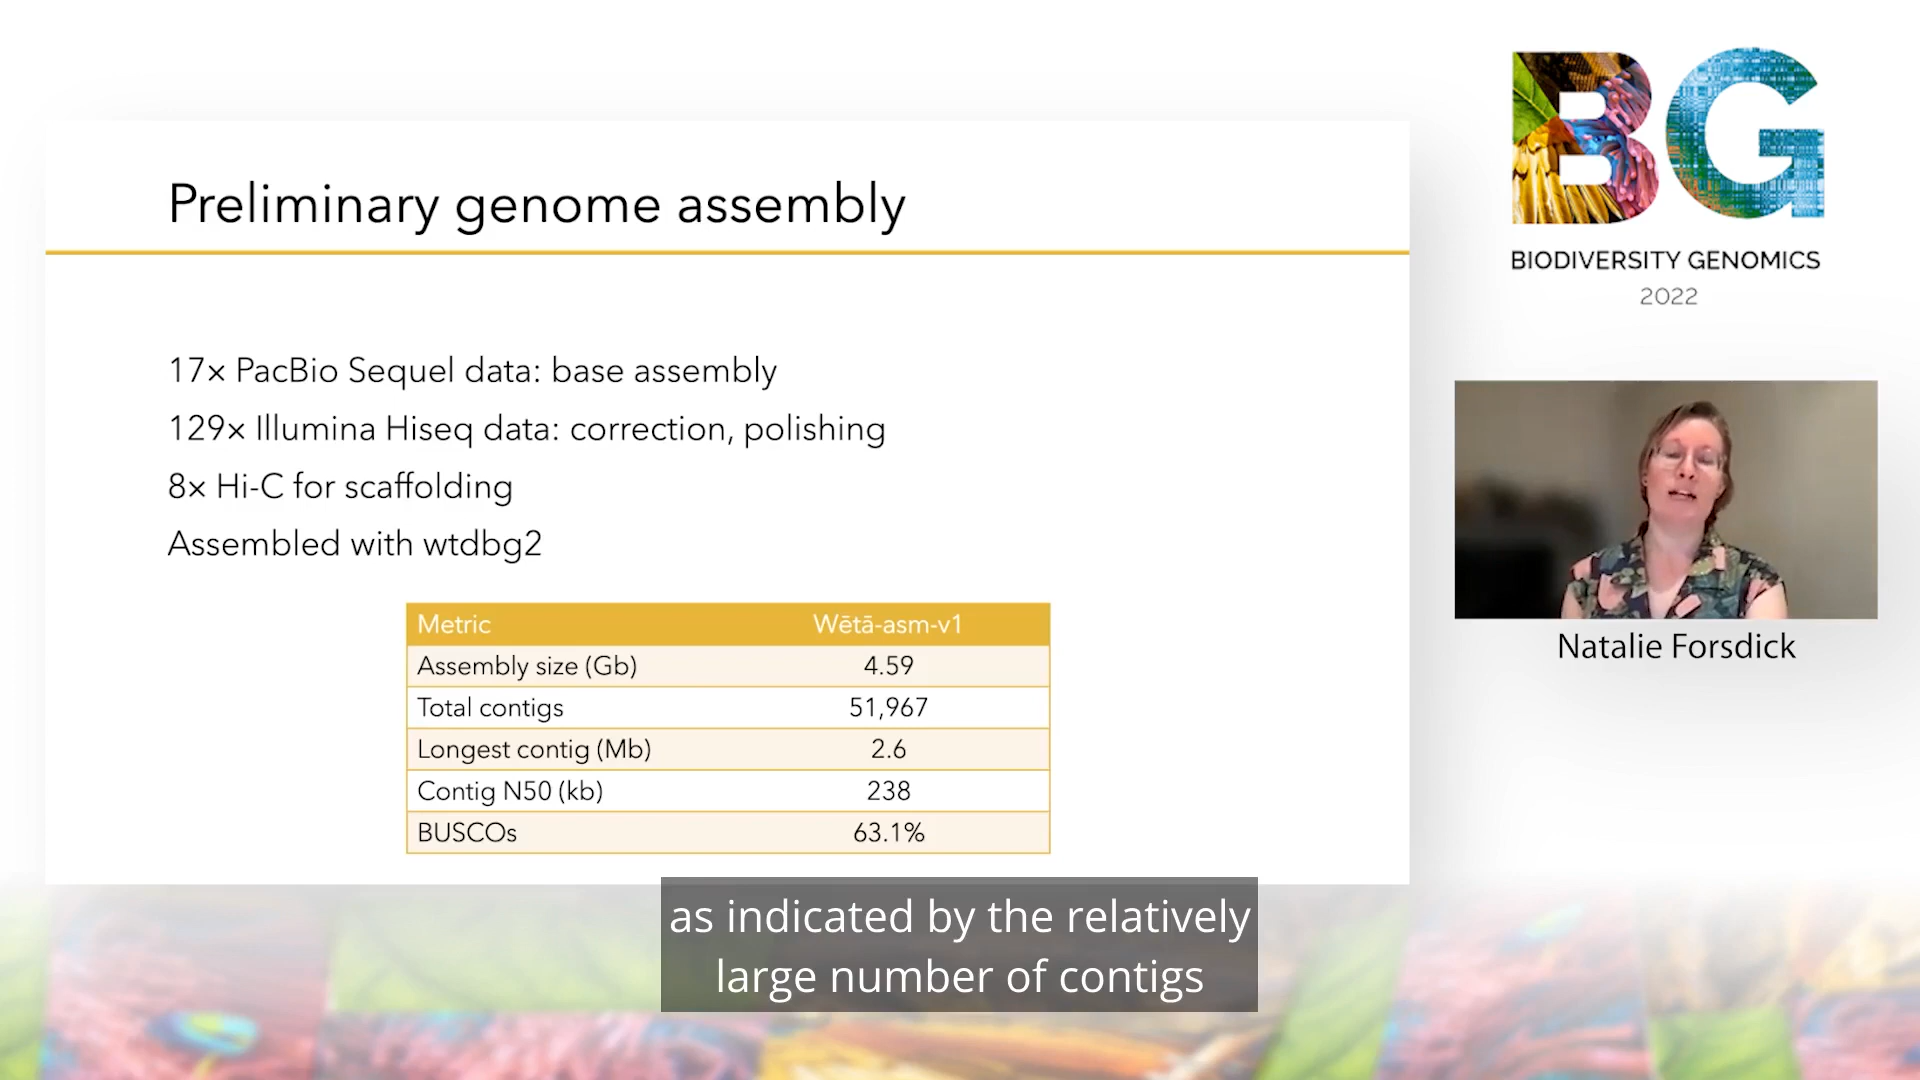 Preliminary genome assembly
17× PacBio Sequel data: base assembly
129× Illumina Hiseq data: correction, polishing
8× Hi-C for scaffolding
Assembled with wtdbg2
Metric Wētā-asm-v1
Assembly size (Gb) 4.59
Total contigs 51,967
Longest contig (Mb) 2.6
Contig N50 (kb) 238
BUSCOs 63.1%
BG
BIODIVERSITY GENOMICS
2022
Natalie Forsdick
as indicated by the relatively
large number of contigs